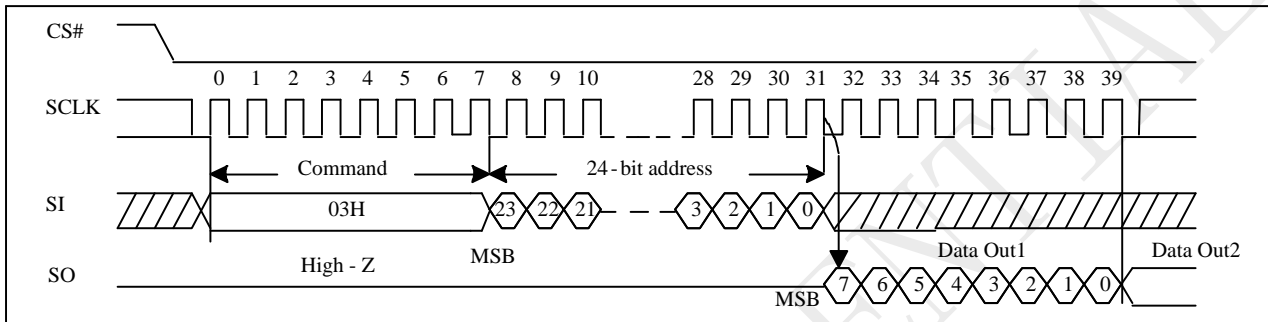 CS#
0 1 2 3 4 5 6 7 8 9 10 28 29 30 31 32 33 34 35 36 37 38 39
SCLK
Command 24-bit address
SI 03H 23 22 21 3 2 1 0
High - Z MSB Data Out1 Data Out2
SO MSB 7 6 5 4 3 2 1 0
ENTIAL